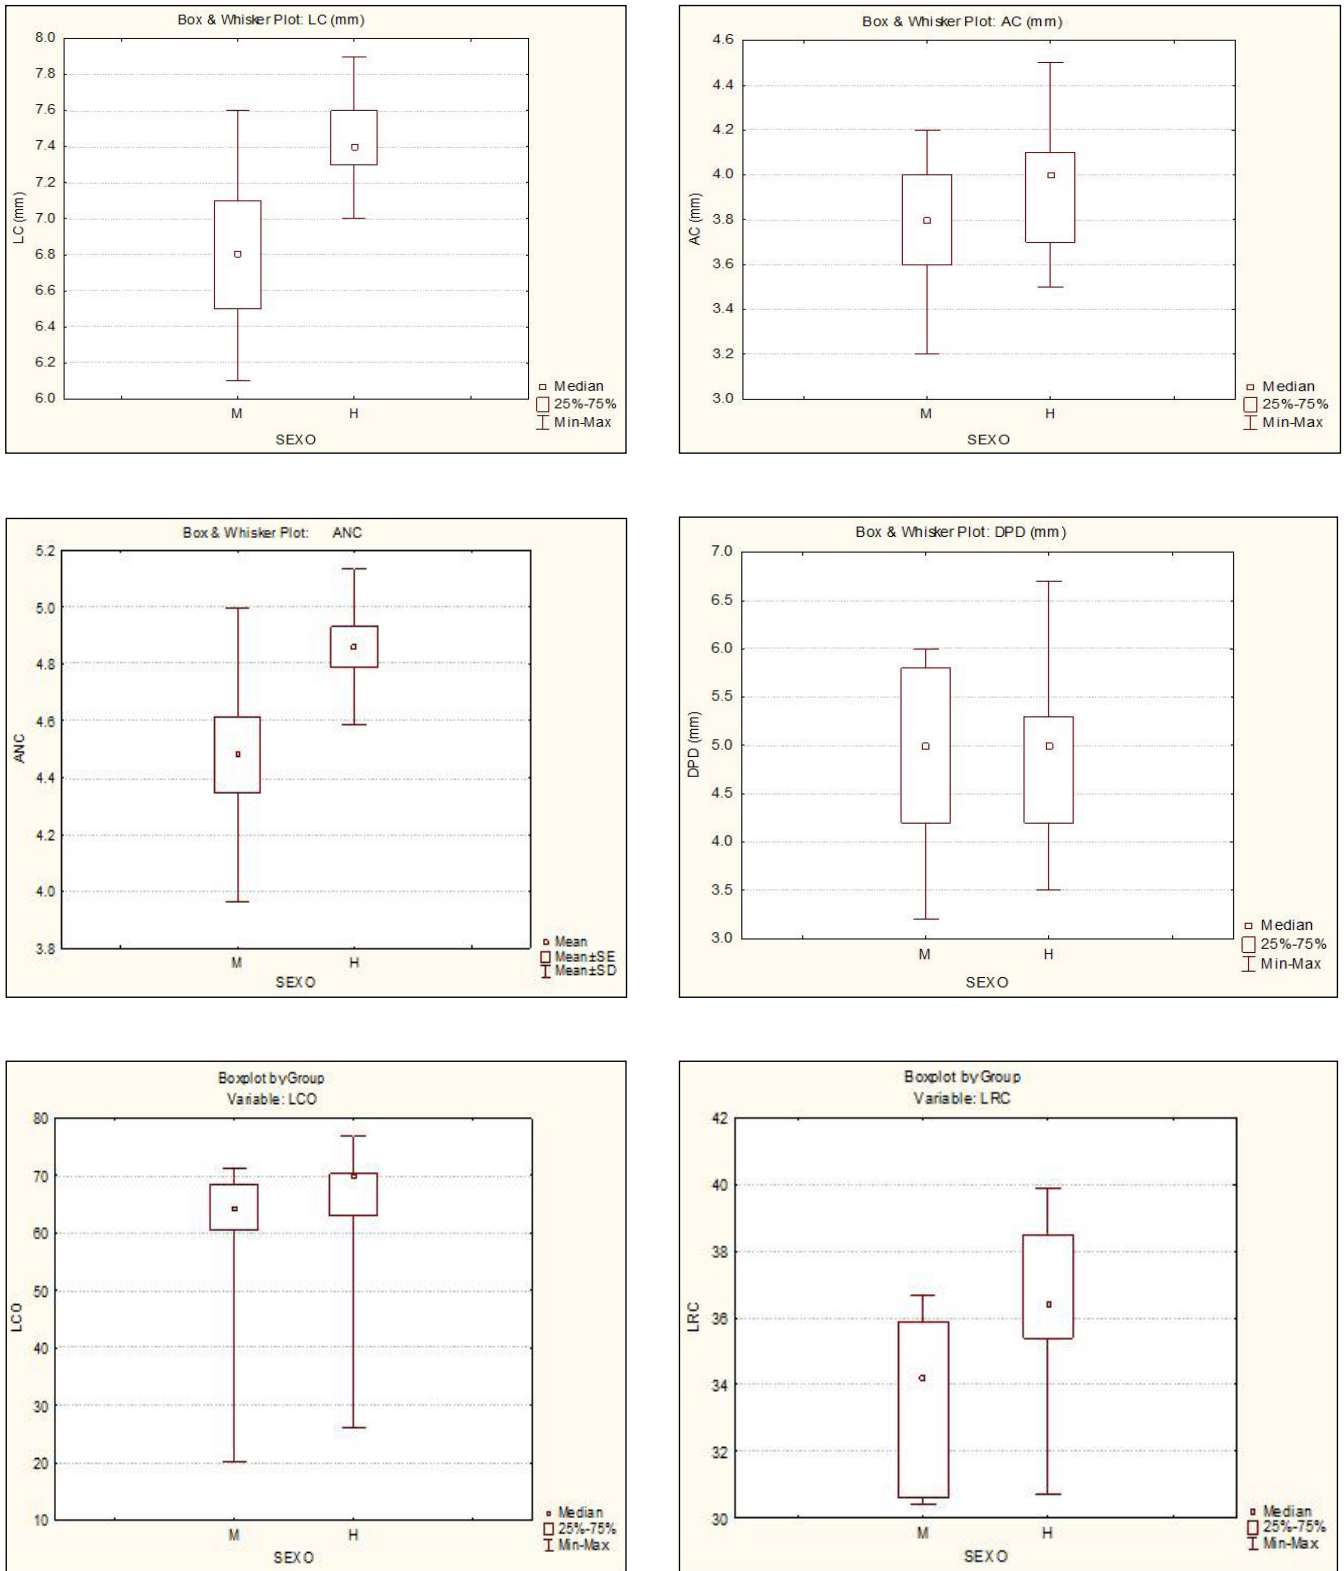 Box & Whisker Plot: LC (mm)
8.0
7.8
7.6
7.4
7.2
7.0
6.8
6.6
6.4
6.2
6.0
LC (mm)
M
H
SEXO
Median
25%-75%
Min-Max
Box & Whisker Plot: AC (mm)
4.6
4.4
4.2
4.0
3.8
3.6
3.4
3.2
3.0
AC (mm)
M
H
SEXO
Median
25%-75%
Min-Max
Box & Whisker Plot: ANC
5.2
5.0
4.8
4.6
4.4
4.2
4.0
3.8
ANC
M
H
SEXO
Mean
Mean±SE
Mean±SD
Box & Whisker Plot: DPD (mm)
7.0
6.5
6.0
5.5
5.0
4.5
4.0
3.5
3.0
DPD (mm)
M
H
SEXO
Median
25%-75%
Min-Max
Boxplot by Group
Variable: LCO
80
70
60
50
40
30
20
10
LCO
M
H
SEXO
Median
25%-75%
Min-Max
Boxplot by Group
Variable: LRC
42
40
38
36
34
32
30
LRC
M
H
SEXO
Median
25%-75%
Min-Max